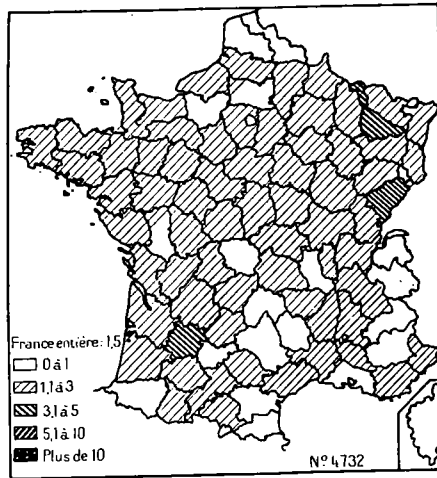 France entière: 1,5
0 à 1
1,1 à 3
3,1 à 5
5,1 à 10
Plus de 10
Nº 4732